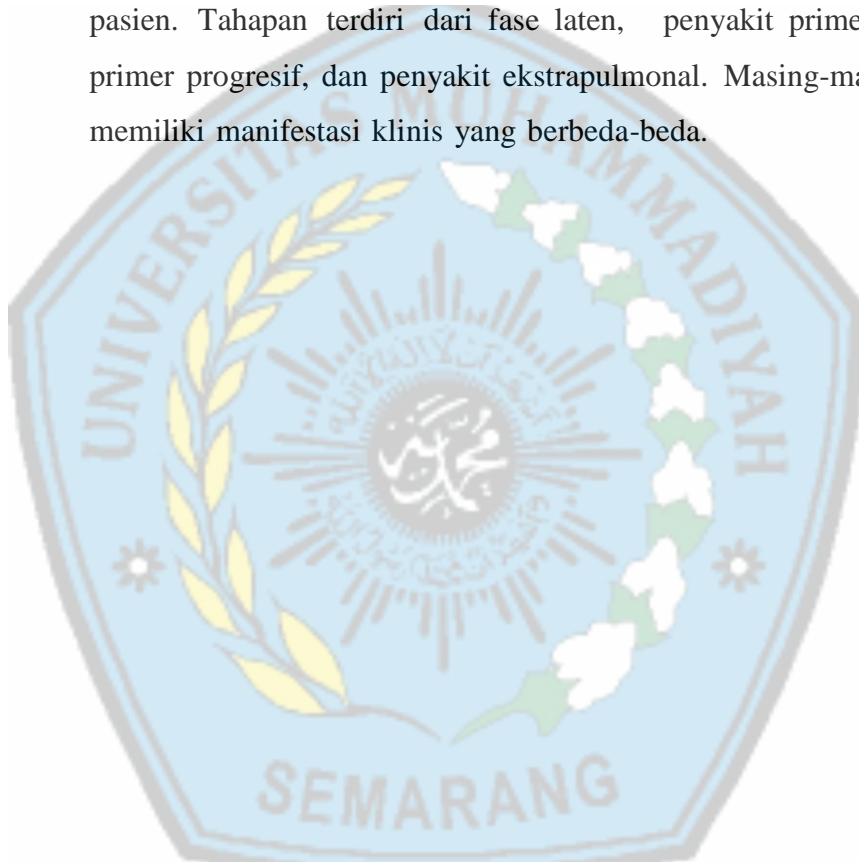 pasien. Tahapan terdiri dari fase laten, penyakit prime
primer progresif, dan penyakit ekstrapulmonal. Masing-ma
memiliki manifestasi klinis yang berbeda-beda.
UNIVERSITAS MUHAMMADIYAH
SEMARANG